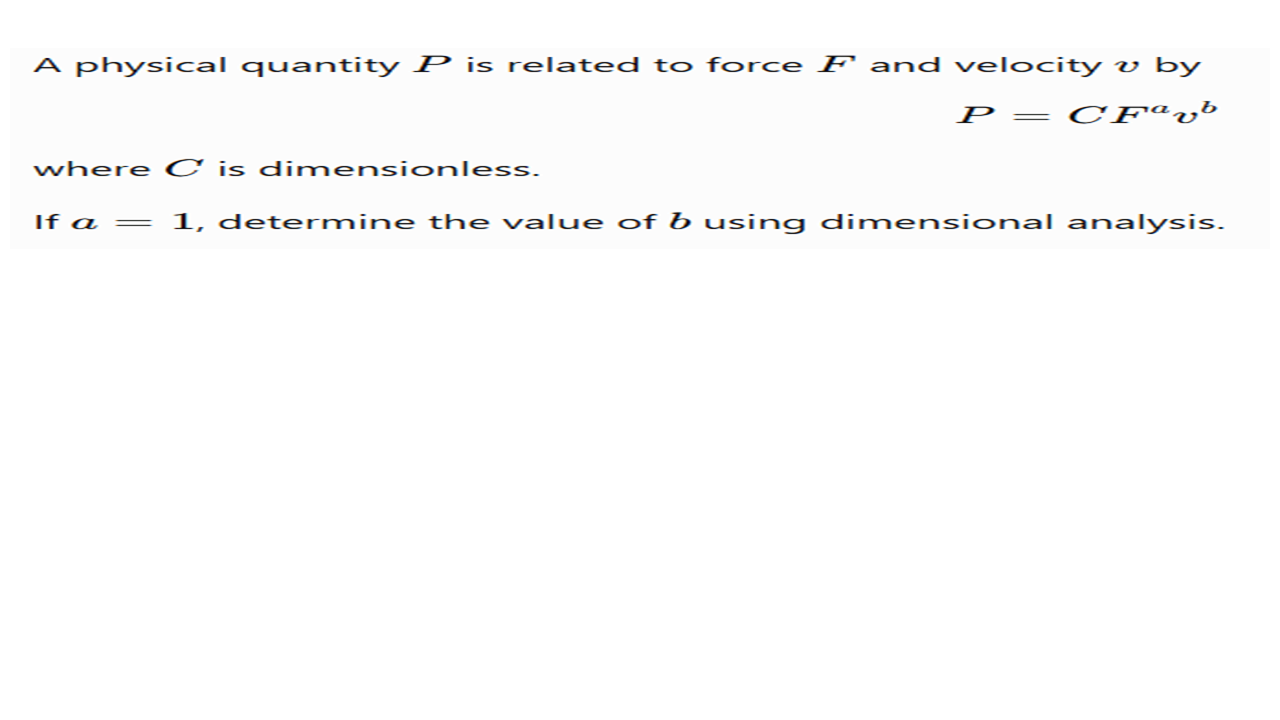 A physical quantity P is related to force F and velocity v by
P = CFᵃvᵇ
where C is dimensionless.
If a = 1, determine the value of b using dimensional analysis.